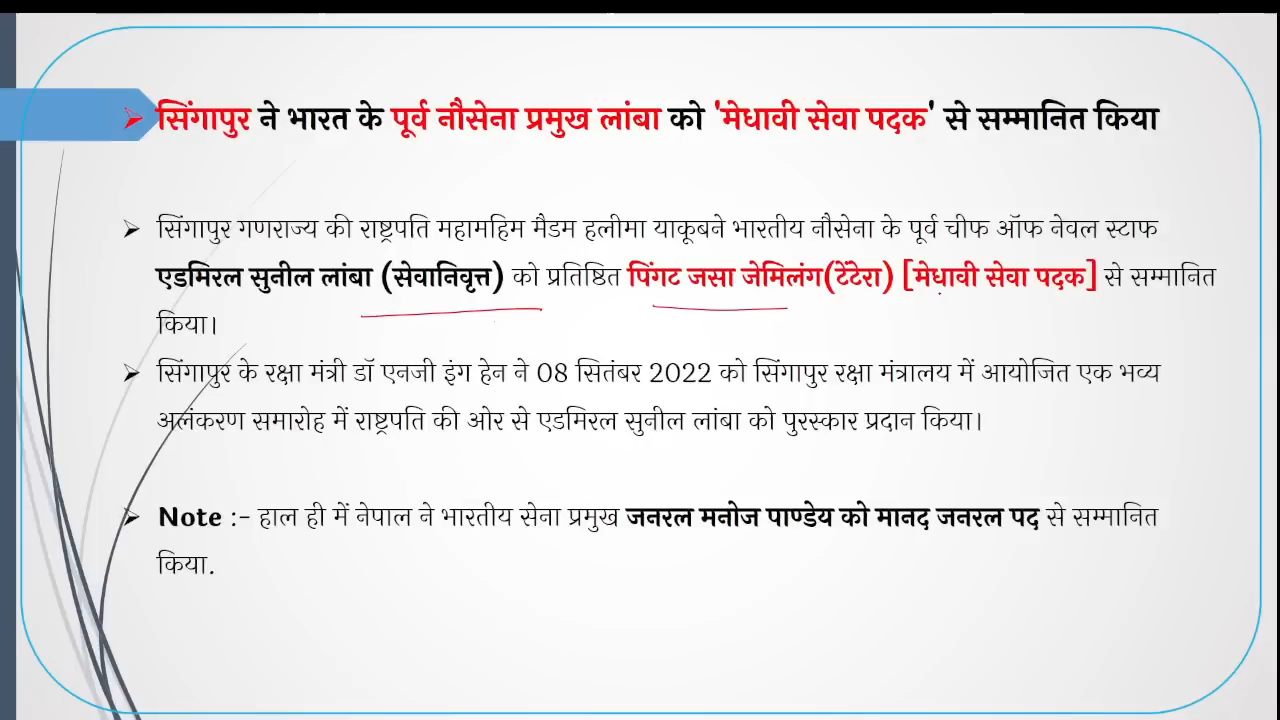 सिंगापुर ने भारत के पूर्व नौसेना प्रमुख लांबा को 'मेधावी सेवा पदक' से सम्मानित किया
सिंगापुर गणराज्य की राष्ट्रपति महामहिम मैडम हलीमा याकूबने भारतीय नौसेना के पूर्व चीफ ऑफ नेवल स्टाफ
एडमिरल सुनील लांबा (सेवानिवृत्त) को प्रतिष्ठित पिंगट जसा जेमिलंग(टेंटेरा) [मेधावी सेवा पदक] से सम्मानित
किया।
सिंगापुर के रक्षा मंत्री डॉ एनजी इंग हेन ने 08 सितंबर 2022 को सिंगापुर रक्षा मंत्रालय में आयोजित एक भव्य
अलंकरण समारोह में राष्ट्रपति की ओर से एडमिरल सुनील लांबा को पुरस्कार प्रदान किया।
Note :- हाल ही में नेपाल ने भारतीय सेना प्रमुख जनरल मनोज पाण्डेय को मानद जनरल पद से सम्मानित
किया.